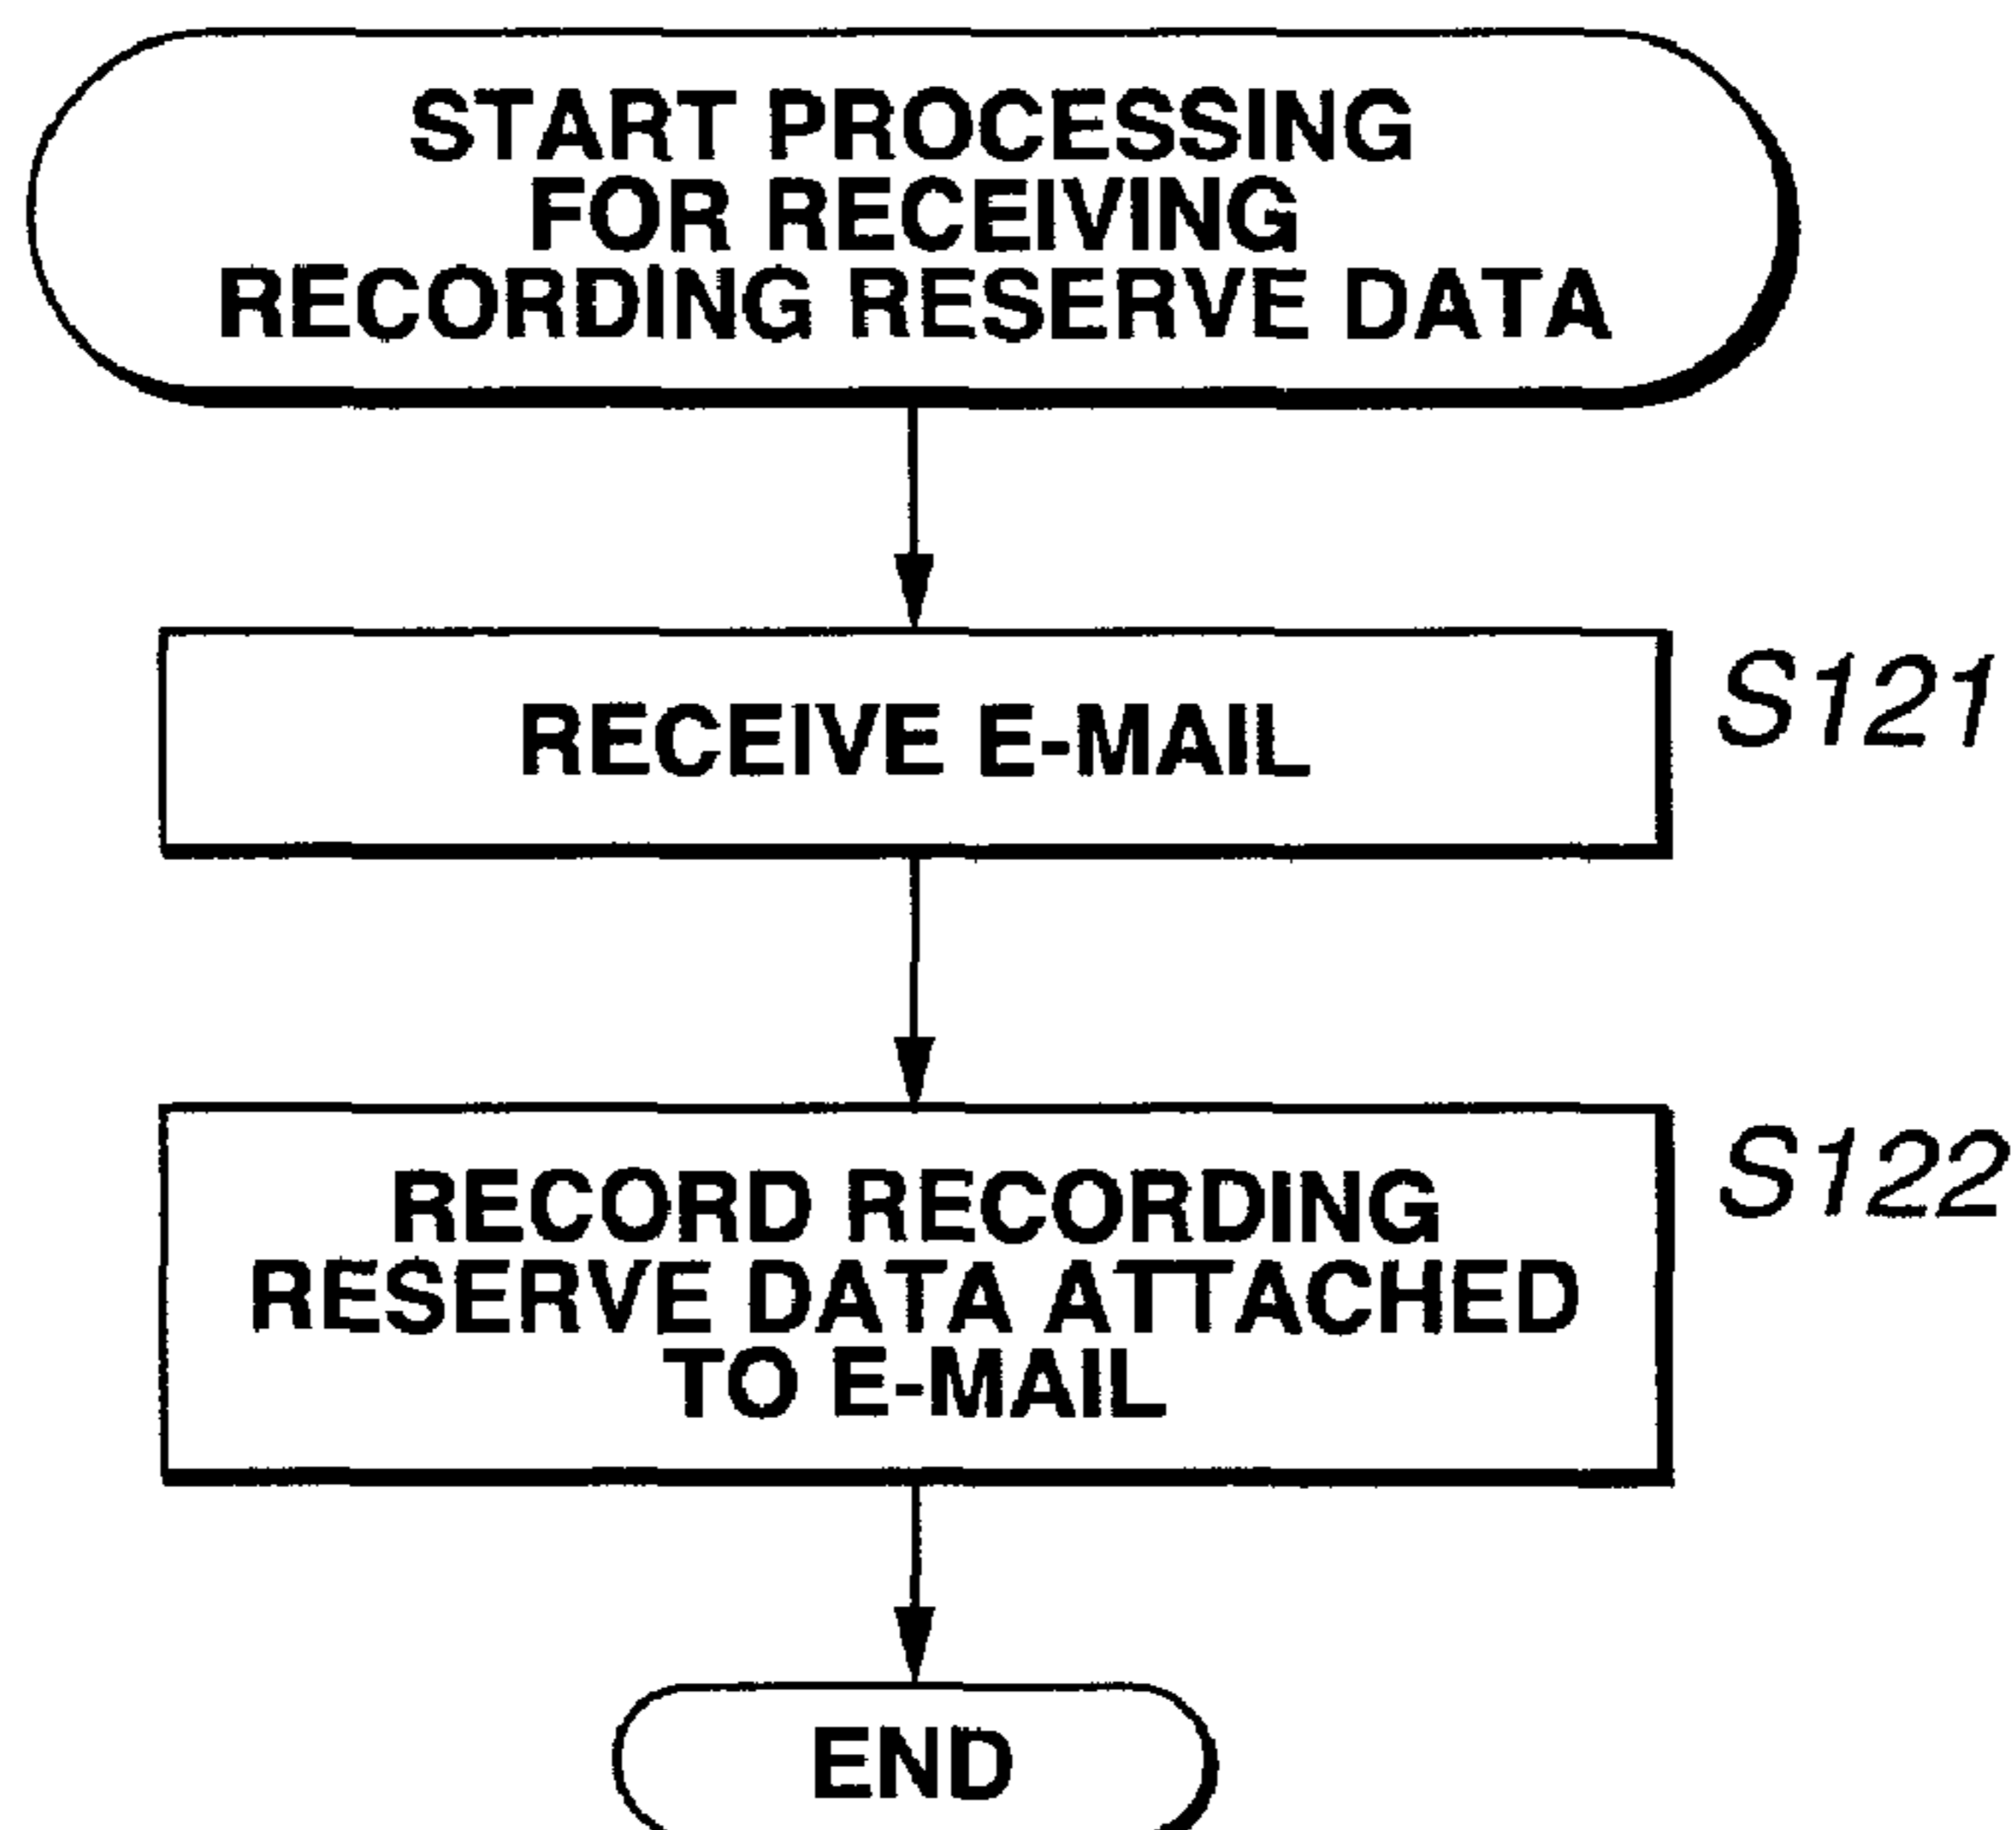 START PROCESSING
FOR RECEIVING
RECORDING RESERVE DATA
RECEIVE E-MAIL
S121
RECORD RECORDING
RESERVE DATA ATTACHED
TO E-MAIL
S122
END